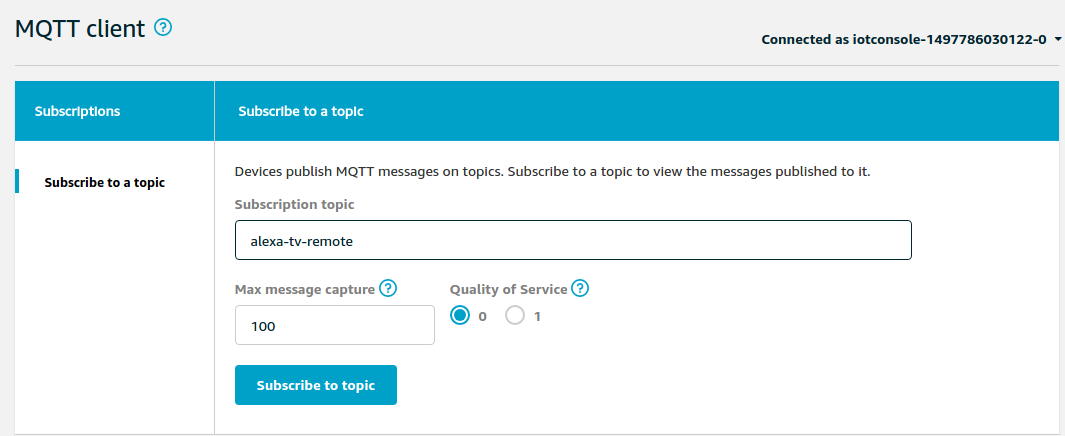 MQTT client ?
Connected as iotconsole-1497786030122-0
Subscriptions
Subscribe to a topic
Subscribe to a topic
Devices publish MQTT messages on topics. Subscribe to a topic to view the messages published to it.
Subscription topic
alexa-tv-remote
Max message capture ?
Quality of Service ?
100
0
1
Subscribe to topic